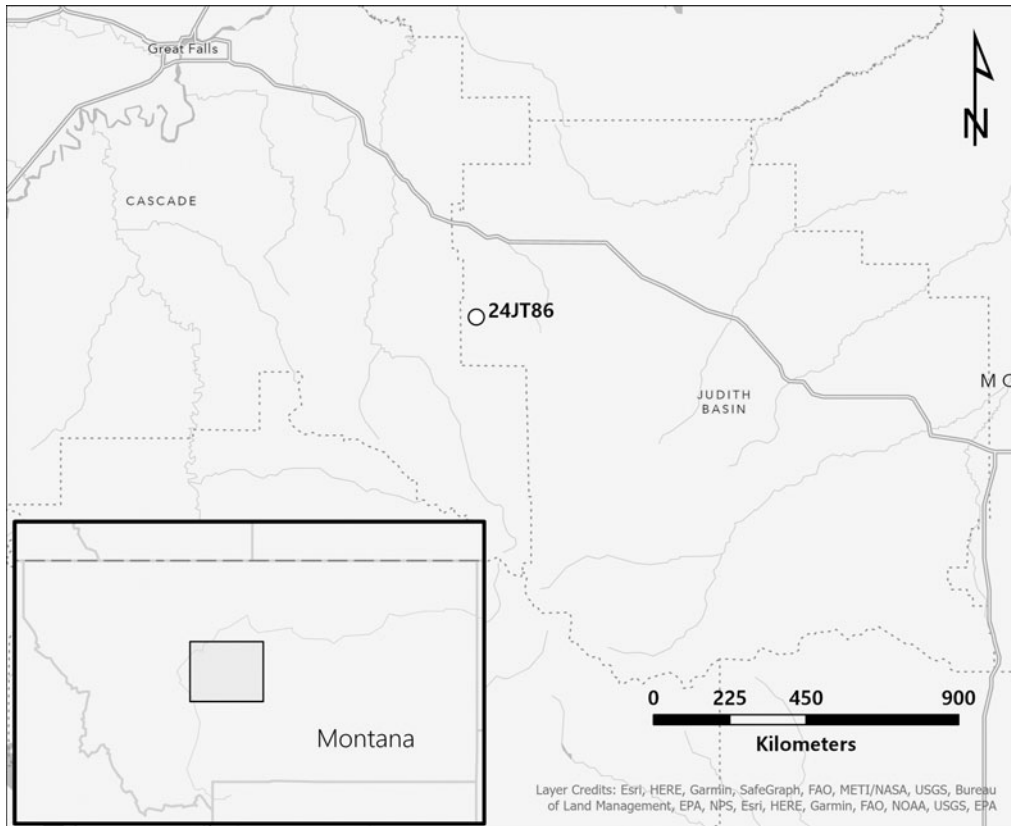 Great Falls
N
CASCADE
24JT86
M C
JUDITH
BASIN
0 225 450 900
Kilometers
Montana
Layer Credits: Esri, HERE, Garmin, SafeGraph, FAO, METI/NASA, USGS, Bureau
of Land Management, EPA, NPS, Esri, HERE, Garmin, FAO, NOAA, USGS, EPA